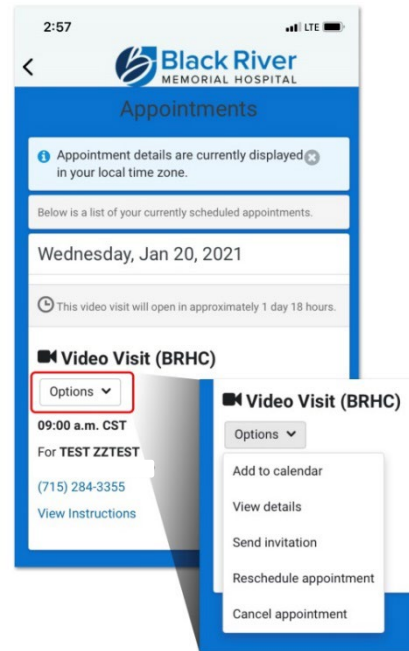 2:57
LTE
Black River
MEMORIAL HOSPITAL
Appointments
Appointment details are currently displayed
in your local time zone.
Below is a list of your currently scheduled appointments.
Wednesday, Jan 20, 2021
This video visit will open in approximately 1 day 18 hours.
Video Visit (BRHC)
Options
09:00 a.m. CST
For TEST ZZTEST
(715) 284-3355
View Instructions
Video Visit (BRHC)
Options
Add to calendar
View details
Send invitation
Reschedule appointment
Cancel appointment